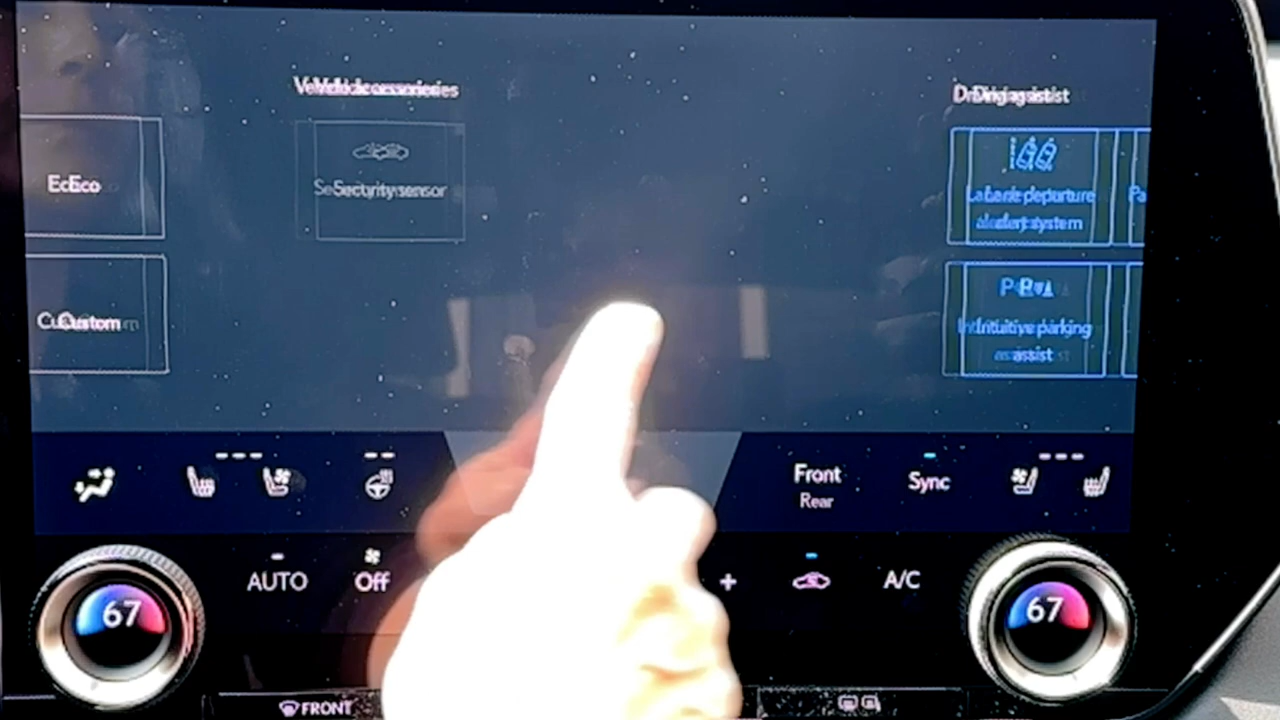 Vehicle accessories
Driving assist
Eco
Security sensor
Lane departure
alert system
Pa
Custom
Intuitive parking
assist
Front
Rear
Sync
AUTO
Off
+
A/C
67
67
FRONT